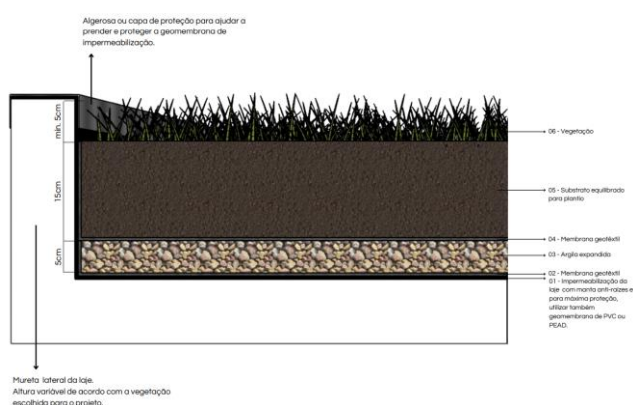 Algerosa ou capa de proteção para ajudar a
prender e proteger a geomembrana de
impermeabilização.
min. 5cm
15cm
5cm
06 - Vegetação
05 - Substrato equilibrado
para plantio
04 - Membrana geotêxtil
03 - Argila expandida
02 - Membrana geotêxtil
01 - Impermeabilização da
laje com manta anti-raízes e
para máxima proteção,
utilizar também
geomembrana de PVC ou
PEAD.
Mureta lateral da laje.
Altura variável de acordo com a vegetação
escolhida para o projeto.